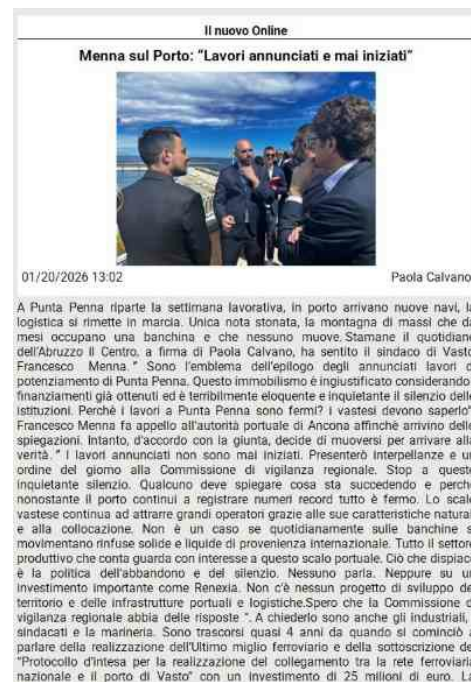 Il nuovo Online
Menna sul Porto: “Lavori annunciati e mai iniziati”
01/20/2026 13:02
Paola Calvano
A Punta Penna riparte la settimana lavorativa, in porto arrivano nuove navi, la
logistica si rimette in marcia. Unica nota stonata, la montagna di massi che da
mesi occupano una banchina e che nessuno muove. Stamane il quotidiano
dell'Abruzzo Il Centro, a firma di Paola Calvano, ha sentito il sindaco di Vasto
Francesco Menna. “ Sono l'emblema dell'epilogo degli annunciati lavori di
potenziamento di Punta Penna. Questo immobilismo è ingiustificato considerando i
finanziamenti già ottenuti ed è terribilmente eloquente e inquietante il silenzio delle
istituzioni. Perchè i lavori a Punta Penna sono fermi? i vastesi devono saperlo”.
Francesco Menna fa appello all'autorità portuale di Ancona affinchè arrivino delle
spiegazioni. Intanto, d'accordo con la giunta, decide di muoversi per arrivare alla
verità. “ I lavori annunciati non sono mai iniziati. Presenterò interpellanze e un
ordine del giorno alla Commissione di vigilanza regionale. Stop a questo
inquietante silenzio. Qualcuno deve spiegare cosa sta succedendo e perchè
nonostante il porto continui a registrare numeri record tutto è fermo. Lo scalo
vastese continua ad attrarre grandi operatori grazie alle sue caratteristiche naturali
e alla collocazione. Non è un caso se quotidianamente sulle banchine si
movimentano rinfuse solide e liquide di provenienza internazionale. Tutto il settore
produttivo che conta guarda con interesse a questo scalo portuale. Ciò che dispiace
è la politica dell'abbandono e del silenzio. Nessuno parla. Neppure su un
investimento importante come Renexia. Non c'è nessun progetto di sviluppo del
territorio e delle infrastrutture portuali e logistiche.Spero che la Commissione di
vigilanza regionale abbia delle risposte “. A chiederlo sono anche gli industriali, i
sindacati e la marineria. Sono trascorsi quasi 4 anni da quando si cominciò a
parlare della realizzazione dell'Ultimo miglio ferroviario e della sottoscrizione del
“Protocollo d'intesa per la realizzazione del collegamento tra la rete ferroviaria
nazionale e il porto di Vasto” con un investimento di 25 milioni di euro. La